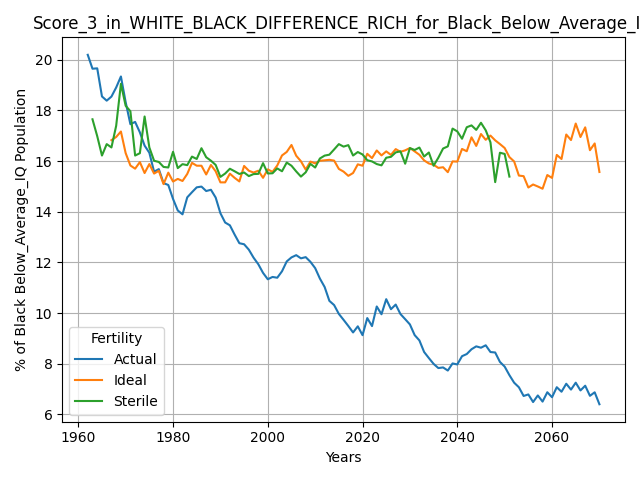 Score_3_in_WHITE_BLACK_DIFFERENCE_RICH_for_Black_Below_Average_I
% of Black Below_Average_IQ Population
20
18
16
14
12
10
8
6
Fertility
Actual
Ideal
Sterile
1960 1980 2000 2020 2040 2060
Years